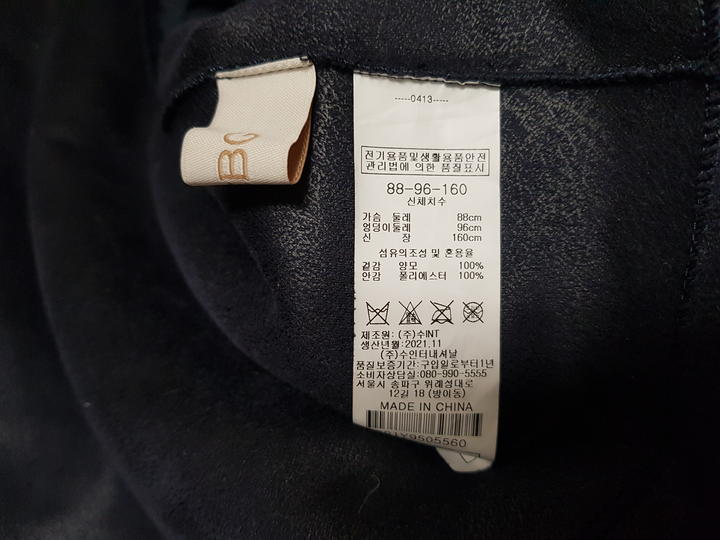 BO
-----0413-----
전기용품및생활용품안전
관리법에 의한 품질표시
88-96-160
신체치수
가슴 둘레 88cm
엉덩이둘레 96cm
신 장 160cm
섬유의조성 및 혼용율
겉감 양모 100%
안감 폴리에스터 100%
제조원: (주)수INT
생산년월:2021.11
(주)수인터내셔날
품질보증기간:구입일로부터1년
소비자상담실:080-990-5555
서울시 송파구 위례성대로
12길 18 (방이동)
MADE IN CHINA